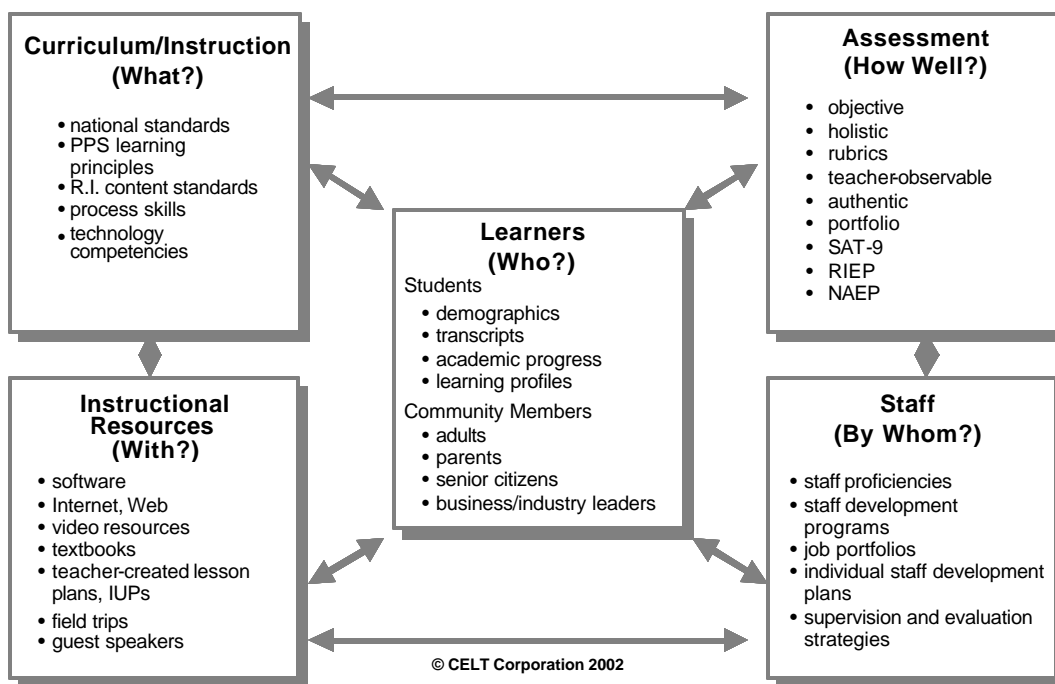 Curriculum/Instruction
(What?)
• national standards
• PPS learning
principles
• R.I. content standards
• process skills
• technology
competencies
Assessment
(How Well?)
• objective
• holistic
• rubrics
• teacher-observable
• authentic
• portfolio
• SAT-9
• RIEP
• NAEP
Learners
(Who?)
Students
• demographics
• transcripts
• academic progress
• learning profiles
Community Members
• adults
• parents
• senior citizens
• business/industry leaders
Instructional
Resources
(With?)
• software
• Internet, Web
• video resources
• textbooks
• teacher-created lesson
plans, IUPs
• field trips
• guest speakers
Staff
(By Whom?)
• staff proficiencies
• staff development
programs
• job portfolios
• individual staff development
plans
• supervision and evaluation
strategies
© CELT Corporation 2002